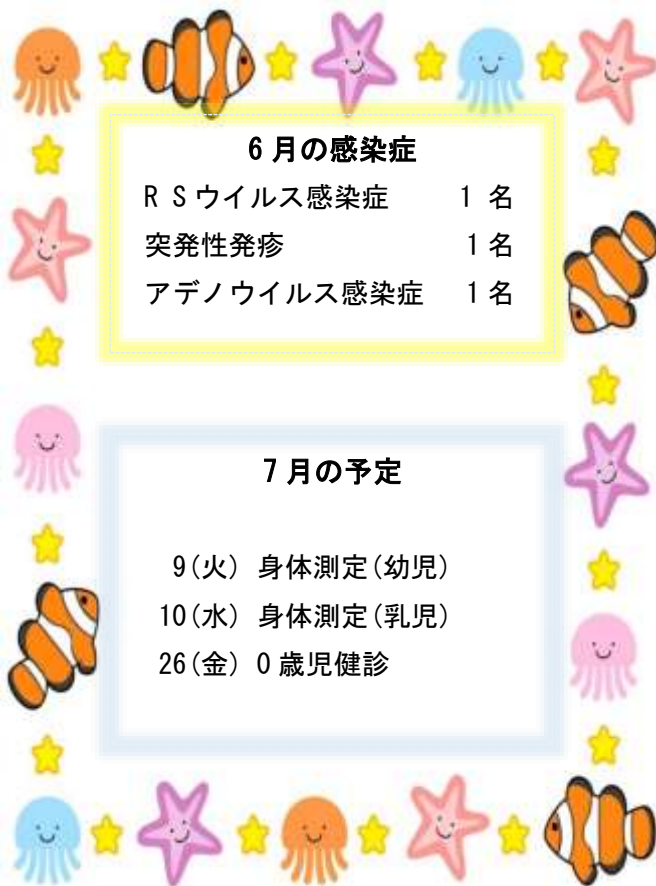 6月の感染症
RSウイルス感染症 1名
突発性発疹 1名
アデノウイルス感染症 1名
7月の予定
9(火) 身体測定(幼児)
10(水) 身体測定(乳児)
26(金) 0歳児健診